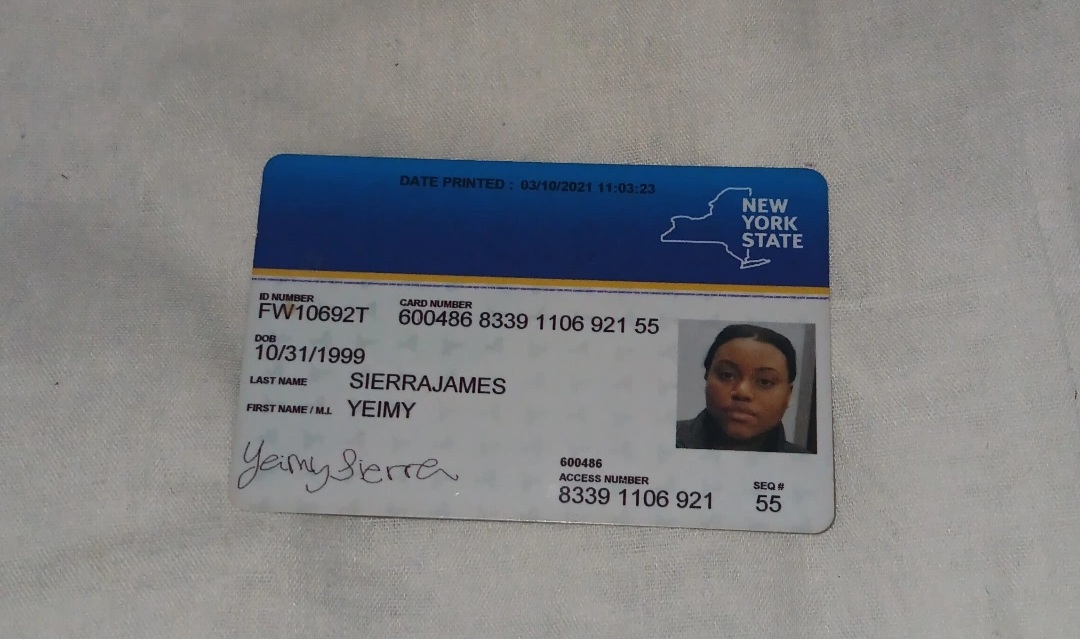 DATE PRINTED : 03/10/2021 11:03:23
NEW
YORK
STATE
ID NUMBER
FW10692T
CARD NUMBER
600486 8339 1106 921 55
DOB
10/31/1999
LAST NAME SIERRAJAMES
FIRST NAME / M.I. YEIMY
Yeimy Sierra
600486
ACCESS NUMBER
8339 1106 921
SEQ #
55